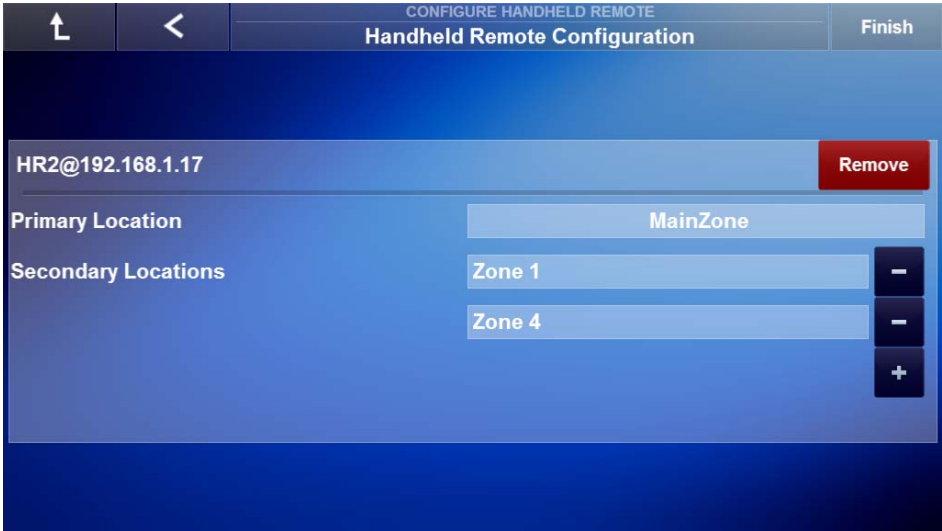 CONFIGURE HANDHELD REMOTE
Handheld Remote Configuration
Finish
HR2@192.168.1.17
Remove
Primary Location
MainZone
Secondary Locations
Zone 1
-
Zone 4
-
+